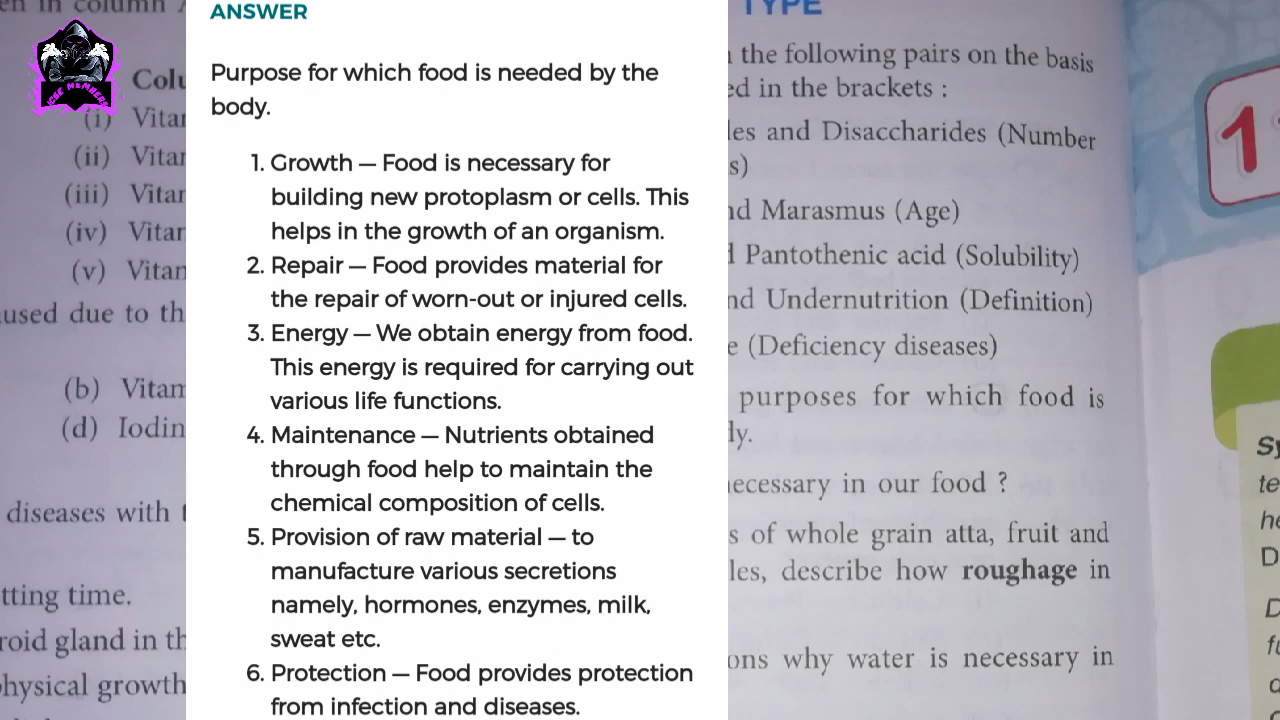 en in column A
Colu
(i) Vitar
(ii) Vitar
(iii) Vitar
(iv) Vitar
(v) Vitan
used due to th
(b) Vitam
(d) Iodin
diseases with t
tting time.
roid gland in th
physical growth
ANSWER
Purpose for which food is needed by the
body.
1. Growth — Food is necessary for
building new protoplasm or cells. This
helps in the growth of an organism.
2. Repair — Food provides material for
the repair of worn-out or injured cells.
3. Energy — We obtain energy from food.
This energy is required for carrying out
various life functions.
4. Maintenance — Nutrients obtained
through food help to maintain the
chemical composition of cells.
5. Provision of raw material — to
manufacture various secretions
namely, hormones, enzymes, milk,
sweat etc.
6. Protection — Food provides protection
from infection and diseases.
TYPE
the following pairs on the basis
ed in the brackets :
les and Disaccharides (Number
s)
nd Marasmus (Age)
d Pantothenic acid (Solubility)
nd Undernutrition (Definition)
e (Deficiency diseases)
purposes for which food is
ly.
necessary in our food ?
s of whole grain atta, fruit and
les, describe how roughage in
ons why water is necessary in
1
Sy
te
he
D
D
fu